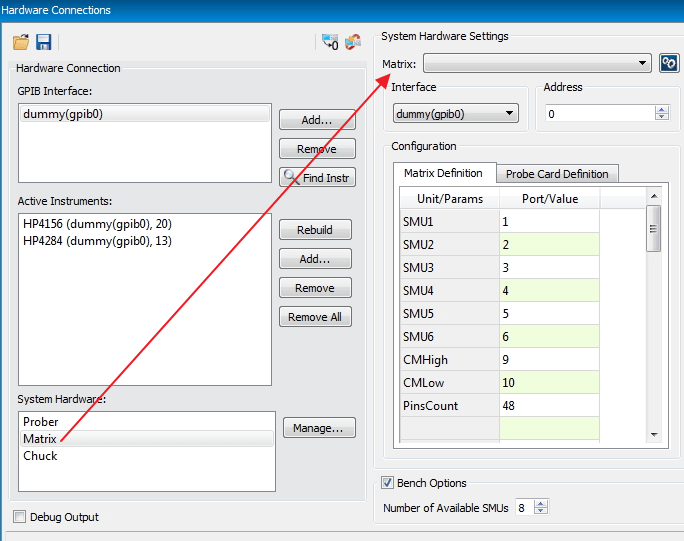 Hardware Connections
Hardware Connection
GPIB Interface:
dummy(gpib0)
Add...
Remove
Find Instr
Active Instruments:
HP4156 (dummy(gpib0), 20)
HP4284 (dummy(gpib0), 13)
Rebuild
Add...
Remove
Remove All
System Hardware:
Prober
Matrix
Chuck
Manage...
Debug Output
System Hardware Settings
Matrix:
Interface
dummy(gpib0)
Address
0
Configuration
Matrix Definition Probe Card Definition
Unit/Params Port/Value
SMU1 1
SMU2 2
SMU3 3
SMU4 4
SMU5 5
SMU6 6
CMHigh 9
CMLow 10
PinsCount 48
Bench Options
Number of Available SMUs 8